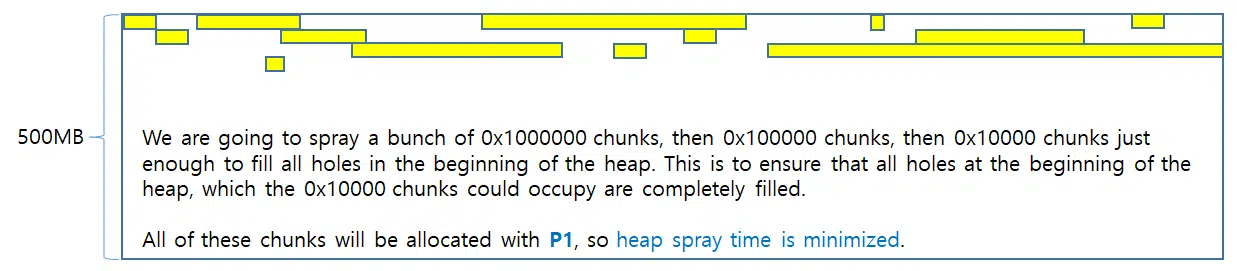 500MB
We are going to spray a bunch of 0x1000000 chunks, then 0x100000 chunks, then 0x10000 chunks just
enough to fill all holes in the beginning of the heap. This is to ensure that all holes at the beginning of the
heap, which the 0x10000 chunks could occupy are completely filled.
All of these chunks will be allocated with P1, so heap spray time is minimized.